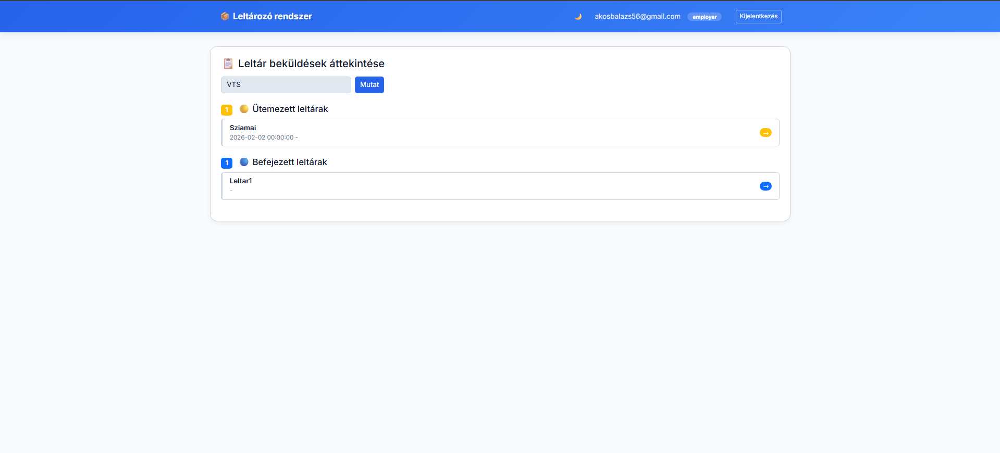 Leltározó rendszer
akosbalazs56@gmail.com employer Kijelentkezés
Leltár beküldések áttekintése
VTS Mutat
1 Ütemezett leltárak
Sziamai
2026-02-02 00:00:00 -
→
1 Befejezett leltárak
Leltar1
-
→